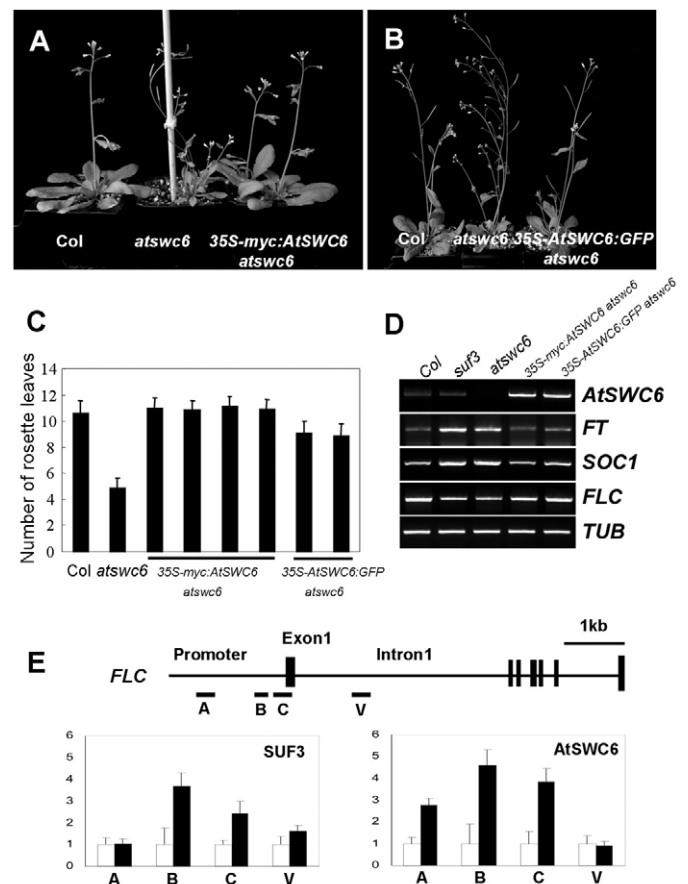 A
Col
atswc6
35S-myc:AtSWC6
atswc6
B
Col
atswc6
35S-AtSWC6:GFP
atswc6
C
Number of rosette leaves
14
12
10
8
6
4
2
0
Col
atswc6
35S-myc:AtSWC6
atswc6
35S-AtSWC6:GFP
atswc6
D
Col
suf3
atswc6
35S-myc:AtSWC6 atswc6
35S-AtSWC6:GFP atswc6
AtSWC6
FT
SOC1
FLC
TUB
E
FLC
Promoter
Exon1
Intron1
1kb
A
B
C
V
SUF3
6
5
4
3
2
1
0
A
B
C
V
AtSWC6
6
5
4
3
2
1
0
A
B
C
V